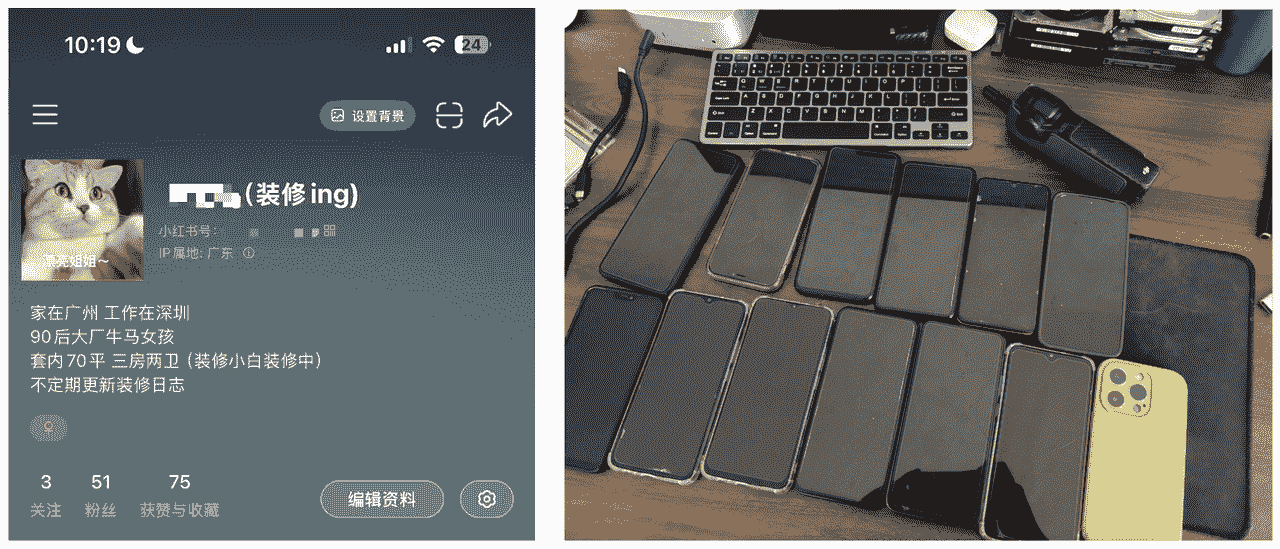 10:19
24
设置背景
(装修ing)
小红书号:
IP属地: 广东
漂亮姐姐~
家在广州 工作在深圳
90后大厂牛马女孩
套内70平 三房两卫 (装修小白装修中)
不定期更新装修日志
3 51 75
关注 粉丝 获赞与收藏
编辑资料